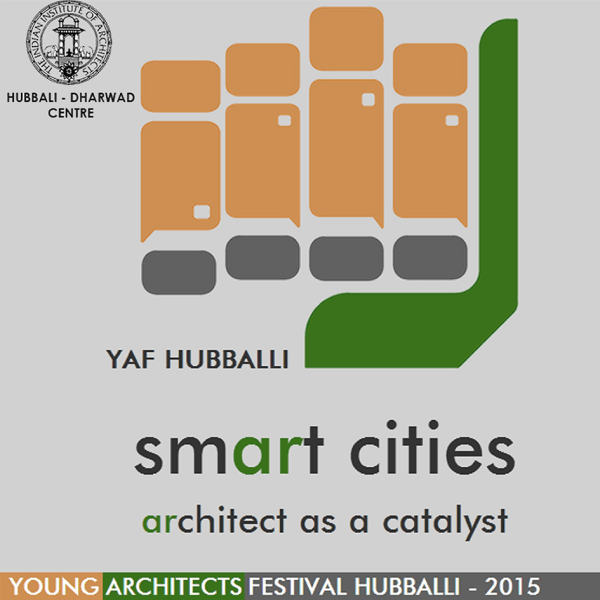 THE INDIAN INSTITUTE OF ARCHITECTS
HUBBALI - DHARWAD
CENTRE
YAF HUBBALLI
smart cities
architect as a catalyst
YOUNG ARCHITECTS FESTIVAL HUBBALLI - 2015